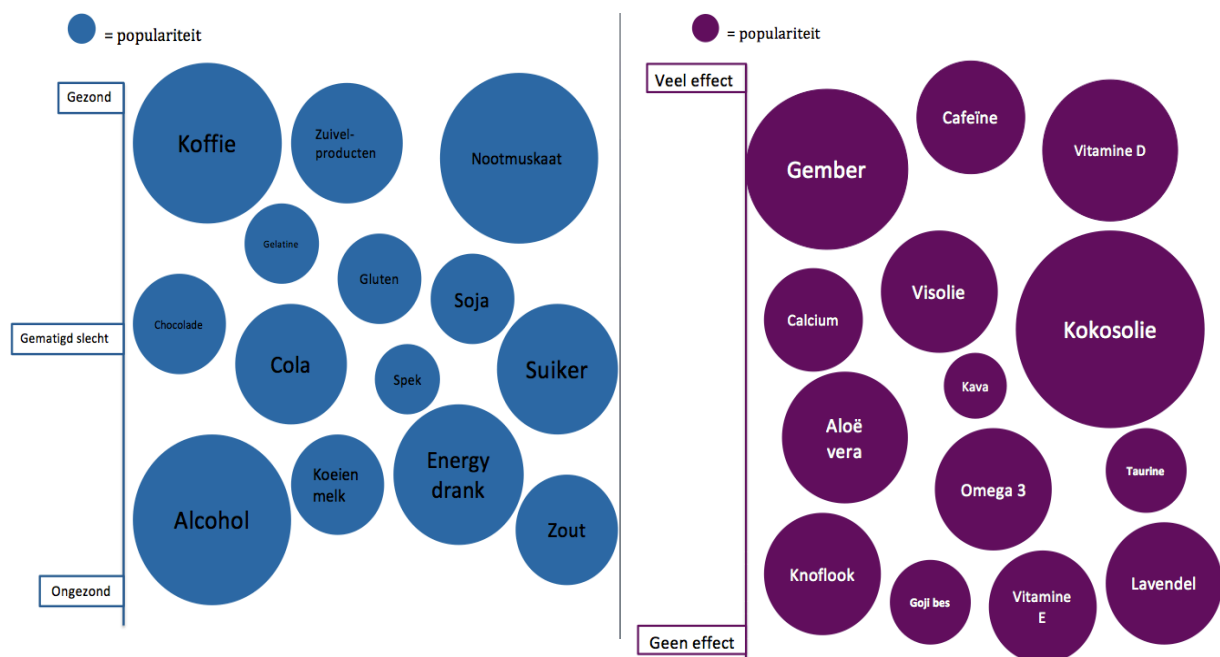 = populariteit
Gezond
Koffie
Zuivel-
producten
Nootmuskaat
Gelatine
Gluten
Soja
Chocolade
Gematigd slecht
Cola
Spek
Suiker
Energy
drank
Koeien
melk
Alcohol
Zout
Ongezond
= populariteit
Veel effect
Cafeïne
Vitamine D
Gember
Visolie
Calcium
Kokosolie
Kava
Aloë
vera
Taurine
Omega 3
Knoflook
Goji bes
Vitamine
E
Lavendel
Geen effect